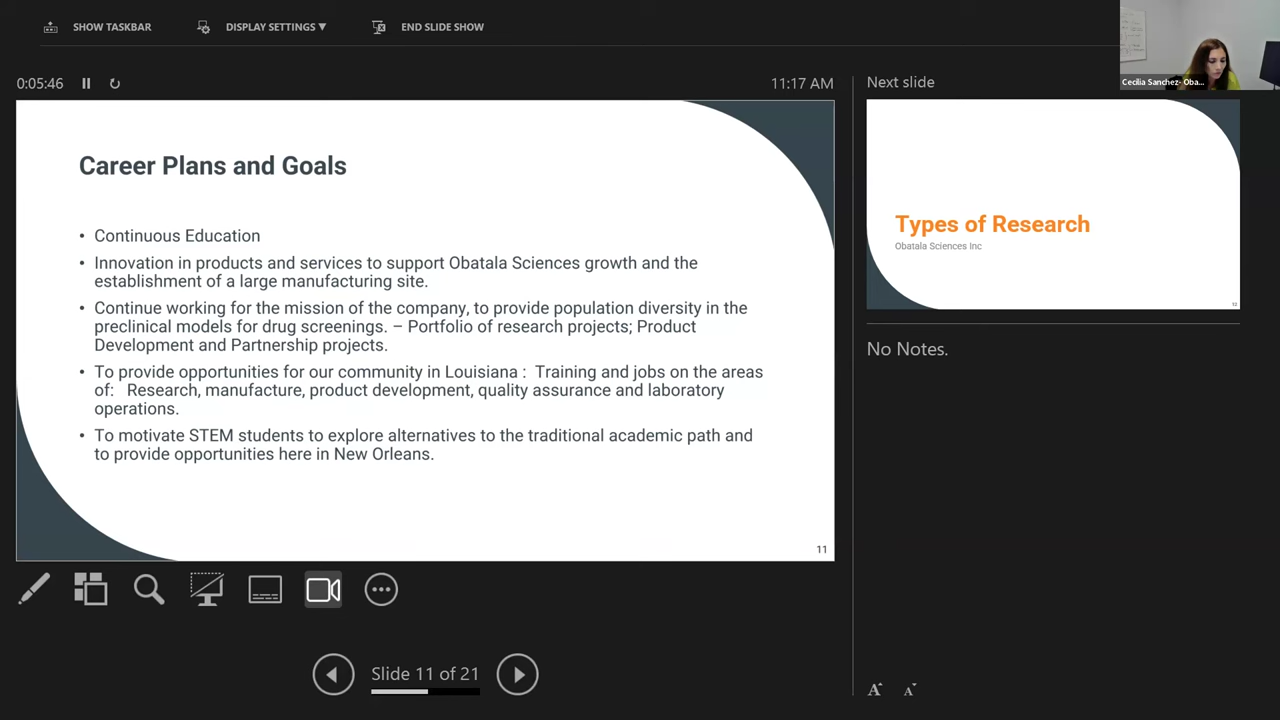 SHOW TASKBAR
DISPLAY SETTINGS ▼
END SLIDE SHOW
Cecilia Sanchez- Oba...
0:05:46
11:17 AM
Career Plans and Goals
• Continuous Education
• Innovation in products and services to support Obatala Sciences growth and the
establishment of a large manufacturing site.
• Continue working for the mission of the company, to provide population diversity in the
preclinical models for drug screenings. – Portfolio of research projects; Product
Development and Partnership projects.
• To provide opportunities for our community in Louisiana : Training and jobs on the areas
of: Research, manufacture, product development, quality assurance and laboratory
operations.
• To motivate STEM students to explore alternatives to the traditional academic path and
to provide opportunities here in New Orleans.
11
Slide 11 of 21
Next slide
Types of Research
Obatala Sciences Inc
12
No Notes.
A A